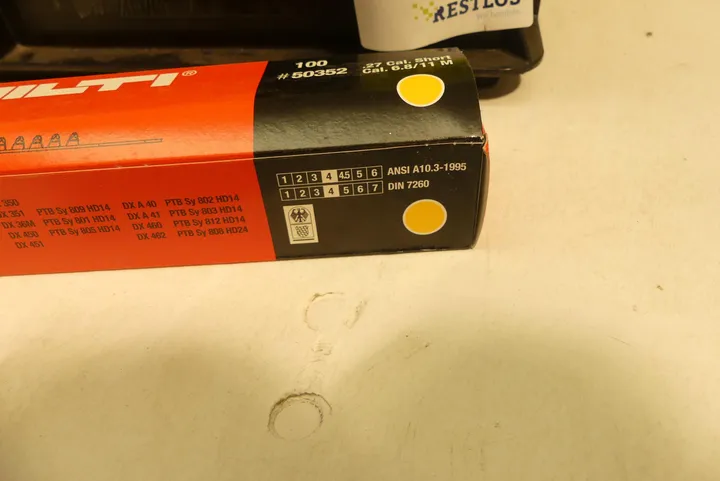 RESTLOS
HILTI®
100
#50352
.27 Cal. Short
Cal. 6.8/11 M
1 2 3 4 4.5 5 6 ANSI A10.3-1995
1 2 3 4 5 6 7 DIN 7260
350
DX 351 PTB Sy 809 HD14 DX A 40 PTB Sy 802 HD14
DX 36M PTB Sy 801 HD14 DX A 41 PTB Sy 803 HD14
DX 450 PTB Sy 805 HD14 DX 460 PTB Sy 812 HD14
DX 451 DX 462 PTB Sy 808 HD24